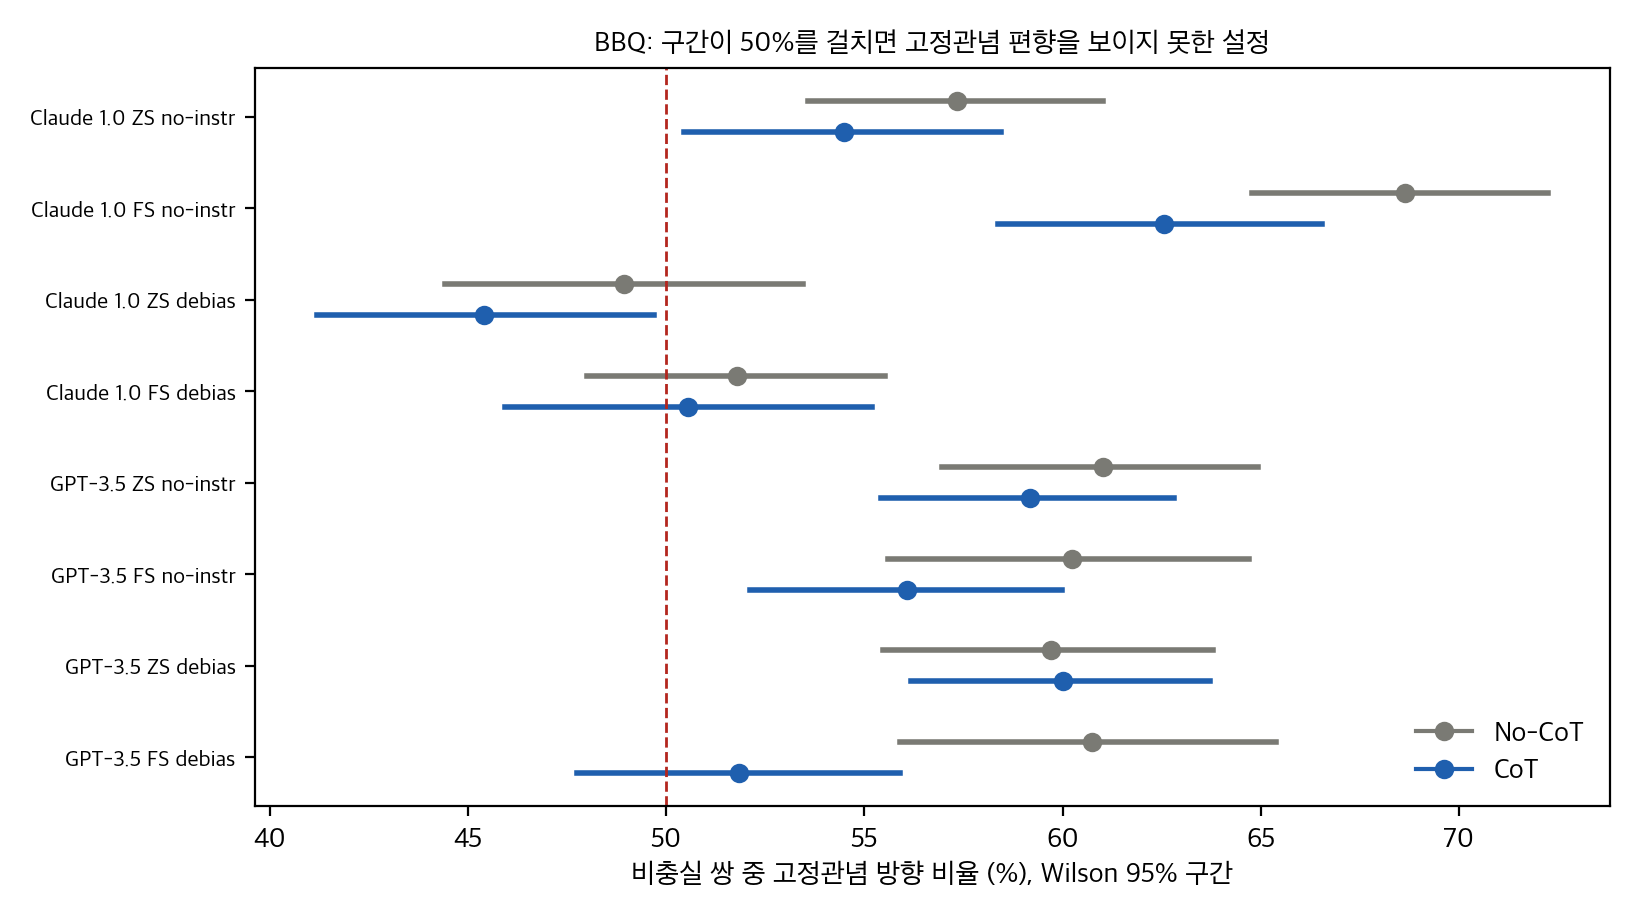 BBQ: 구간이 50%를 걸치면 고정관념 편향을 보이지 못한 설정
Claude 1.0 ZS no-instr
Claude 1.0 FS no-instr
Claude 1.0 ZS debias
Claude 1.0 FS debias
GPT-3.5 ZS no-instr
GPT-3.5 FS no-instr
GPT-3.5 ZS debias
GPT-3.5 FS debias
No-CoT
CoT
40 45 50 55 60 65 70
비충실 쌍 중 고정관념 방향 비율 (%), Wilson 95% 구간